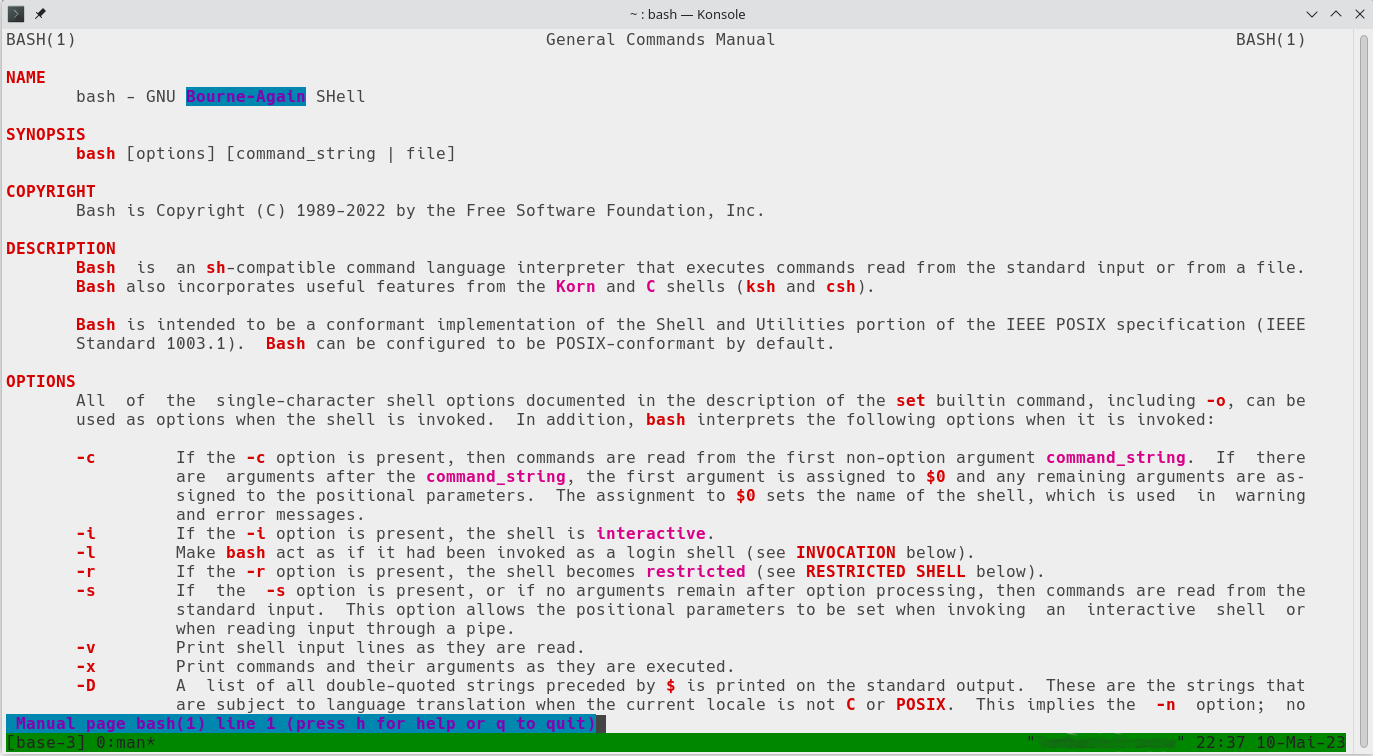 ~ : bash — Konsole
BASH(1) General Commands Manual BASH(1)
NAME
bash - GNU Bourne-Again SHell
SYNOPSIS
bash [options] [command_string | file]
COPYRIGHT
Bash is Copyright (C) 1989-2022 by the Free Software Foundation, Inc.
DESCRIPTION
Bash is an sh-compatible command language interpreter that executes commands read from the standard input or from a file.
Bash also incorporates useful features from the Korn and C shells (ksh and csh).
Bash is intended to be a conformant implementation of the Shell and Utilities portion of the IEEE POSIX specification (IEEE
Standard 1003.1). Bash can be configured to be POSIX-conformant by default.
OPTIONS
All of the single-character shell options documented in the description of the set builtin command, including -o, can be
used as options when the shell is invoked. In addition, bash interprets the following options when it is invoked:
-c If the -c option is present, then commands are read from the first non-option argument command_string. If there
are arguments after the command_string, the first argument is assigned to $0 and any remaining arguments are as-
signed to the positional parameters. The assignment to $0 sets the name of the shell, which is used in warning
and error messages.
-i If the -i option is present, the shell is interactive.
-l Make bash act as if it had been invoked as a login shell (see INVOCATION below).
-r If the -r option is present, the shell becomes restricted (see RESTRICTED SHELL below).
-s If the -s option is present, or if no arguments remain after option processing, then commands are read from the
standard input. This option allows the positional parameters to be set when invoking an interactive shell or
when reading input through a pipe.
-v Print shell input lines as they are read.
-x Print commands and their arguments as they are executed.
-D A list of all double-quoted strings preceded by $ is printed on the standard output. These are the strings that
are subject to language translation when the current locale is not C or POSIX. This implies the -n option; no
Manual page bash(1) line 1 (press h for help or q to quit)
[base-3] 0:man* " " 22:37 10-Mai-23